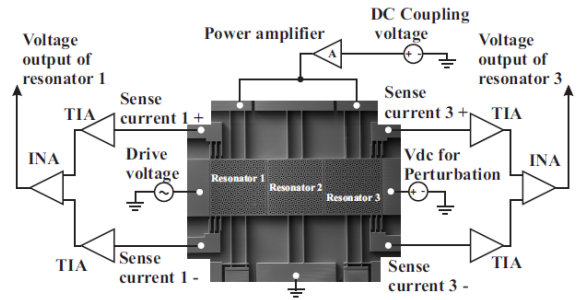 DC Coupling
voltage
Power amplifier
A
+ -
Voltage
output of
resonator 1
Voltage
output of
resonator 3
TIA
Sense
current 1 +
Sense
current 3 +
TIA
INA
Drive
voltage
Resonator 1
Resonator 2
Resonator 3
Vdc for
Perturbation
+ -
INA
TIA
Sense
current 1 -
Sense
current 3 -
TIA